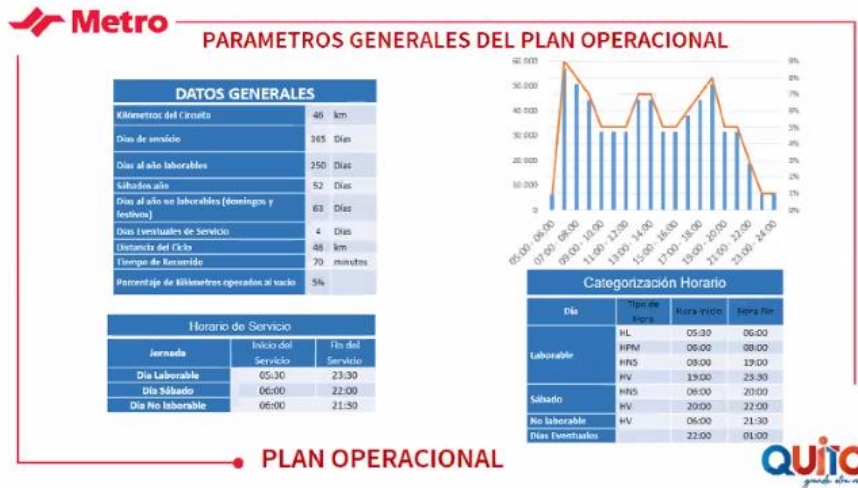 Metro
PARAMETROS GENERALES DEL PLAN OPERACIONAL
DATOS GENERALES
Kilómetros del Circuito 46 km
Días de servicio 365 Días
Días al año laborables 250 Días
Sábados año 52 Días
Días al año no laborables (domingos y
festivos) 63 Días
Días Eventuales de Servicio 4 Días
Distancia del Ciclo 46 km
Tiempo de Recorrido 70 minutos
Porcentaje de Kilómetros operados al vacío 5%
Horario de Servicio
Jornada Inicio del Servicio Fin del Servicio
Día Laborable 05:30 23:30
Día Sábado 06:00 22:00
Día No laborable 06:00 21:30
60.000 9%
50.000 8%
40.000 7%
30.000 6%
20.000 5%
10.000 4%
0 3%
2%
1%
0%
05:00 - 06:00
07:00 - 08:00
09:00 - 10:00
11:00 - 12:00
13:00 - 14:00
15:00 - 16:00
17:00 - 18:00
19:00 - 20:00
21:00 - 22:00
23:00 - 24:00
Categorización Horario
Día Tipo de Hora Hora Inicio Hora Fin
Laborable HL 05:30 06:00
HPM 06:00 08:00
HNS 08:00 19:00
HV 19:00 23:30
Sábado HNS 06:00 20:00
HV 20:00 22:00
No laborable HV 06:00 21:30
Días Eventuales 22:00 01:00
PLAN OPERACIONAL
QUITO
grande otra vez